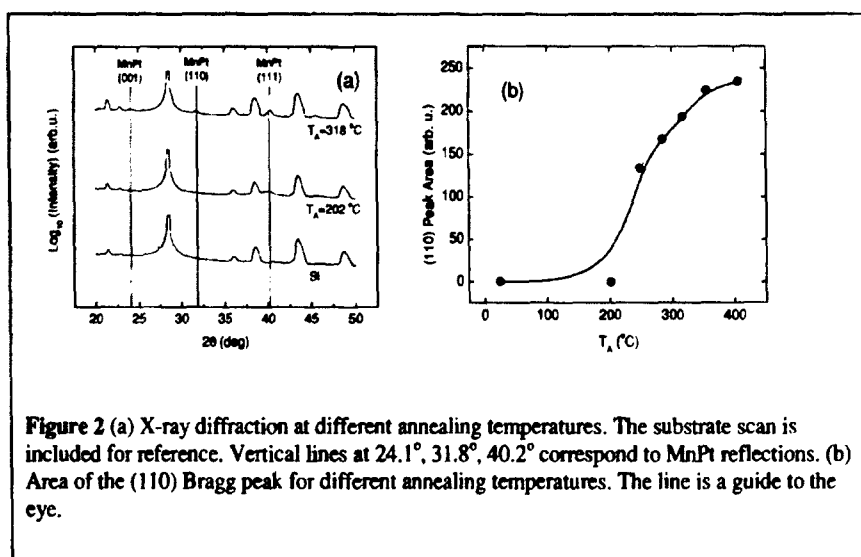 MnPt MnPt MnPt
(001) (110) (111)
(a)
T_A=318 °C
T_A=202 °C
Si
Log₁₀ (Intensity) (arb.u.)
20 25 30 35 40 45 50
2θ (deg)
(b)
250
200
150
100
50
0
(110) Peak Area (arb. u.)
0 100 200 300 400
T_A (°C)
Figure 2 (a) X-ray diffraction at different annealing temperatures. The substrate scan is
included for reference. Vertical lines at 24.1°, 31.8°, 40.2° correspond to MnPt reflections. (b)
Area of the (110) Bragg peak for different annealing temperatures. The line is a guide to the
eye.